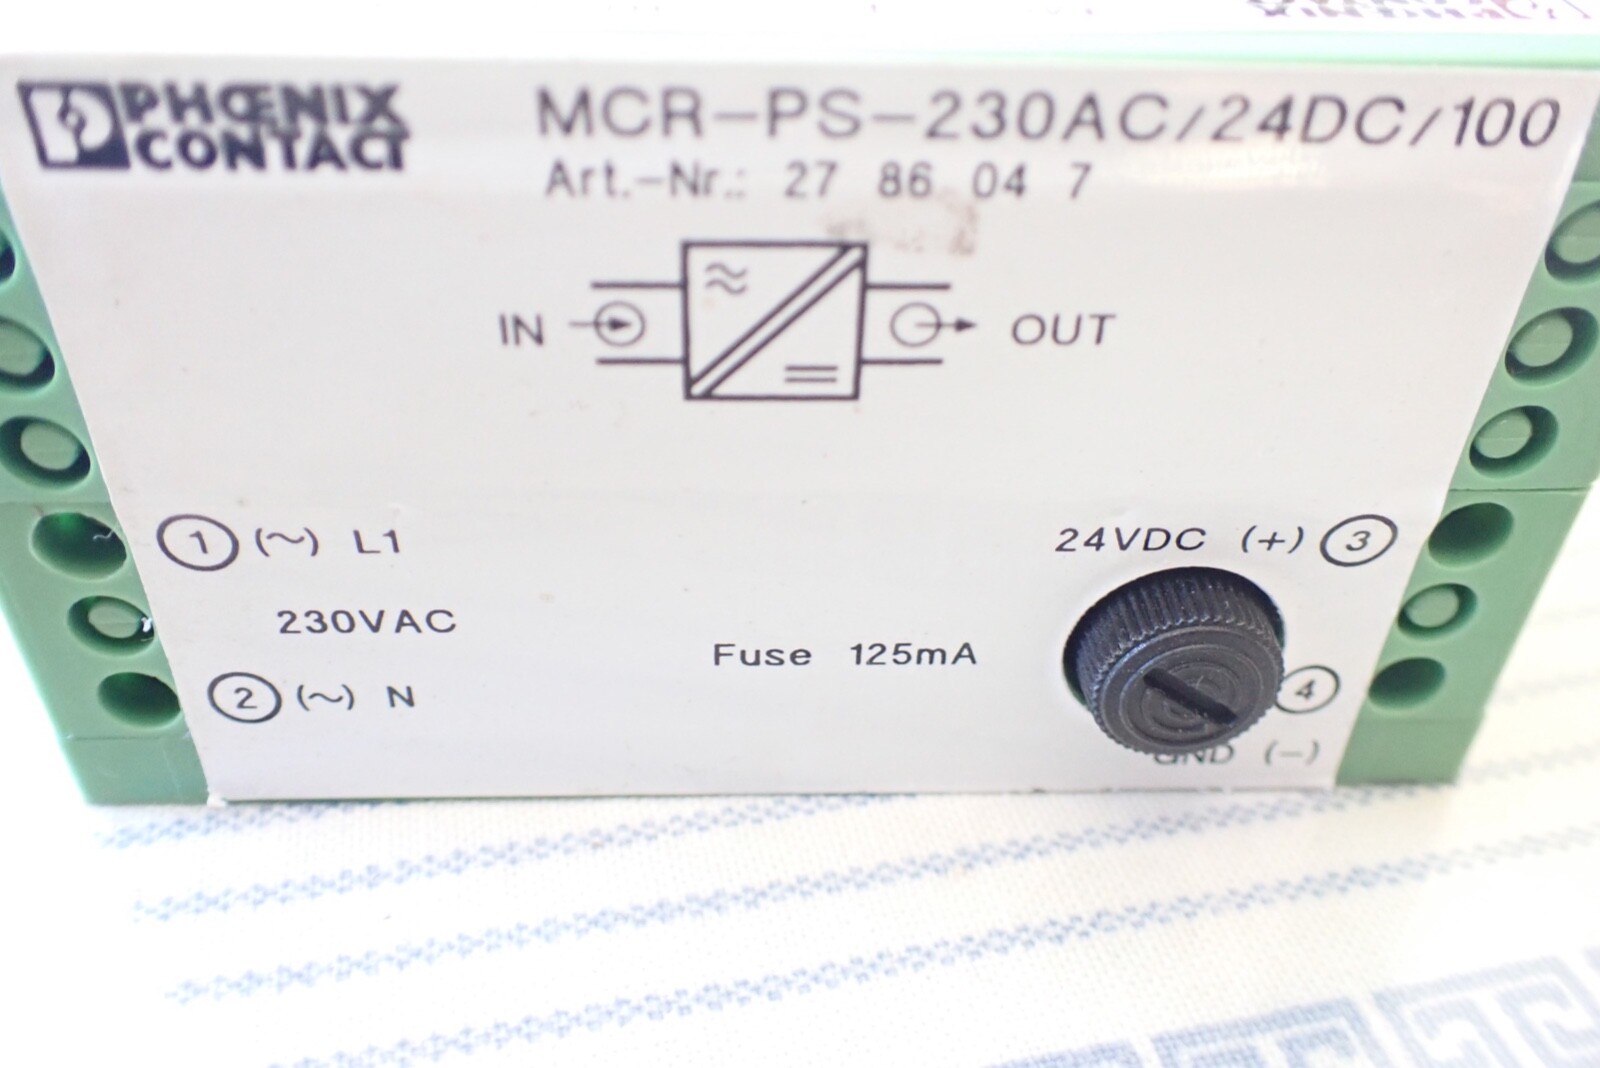 PHŒNIX
CONTACT
MCR-PS-230AC/24DC/100
Art.-Nr.: 27 86 04 7
IN
OUT
1 (~) L1
24VDC (+) 3
230VAC
Fuse 125mA
2 (~) N
4
GND (-)